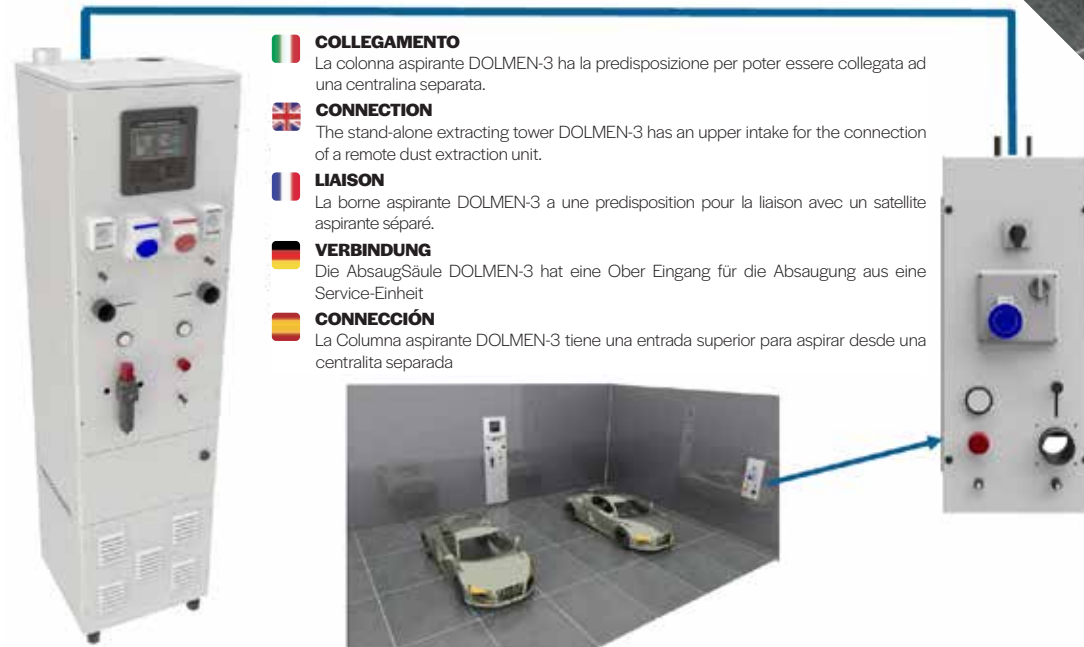 COLLEGAMENTO
La colonna aspirante DOLMEN-3 ha la predisposizione per poter essere collegata ad
una centralina separata.
CONNECTION
The stand-alone extracting tower DOLMEN-3 has an upper intake for the connection
of a remote dust extraction unit.
LIAISON
La borne aspirante DOLMEN-3 a une predisposition pour la liaison avec un satellite
aspirante séparé.
VERBINDUNG
Die AbsaugSäule DOLMEN-3 hat eine Ober Eingang für die Absaugung aus eine
Service-Einheit
CONNECCIÓN
La Columna aspirante DOLMEN-3 tiene una entrada superior para aspirar desde una
centralita separada